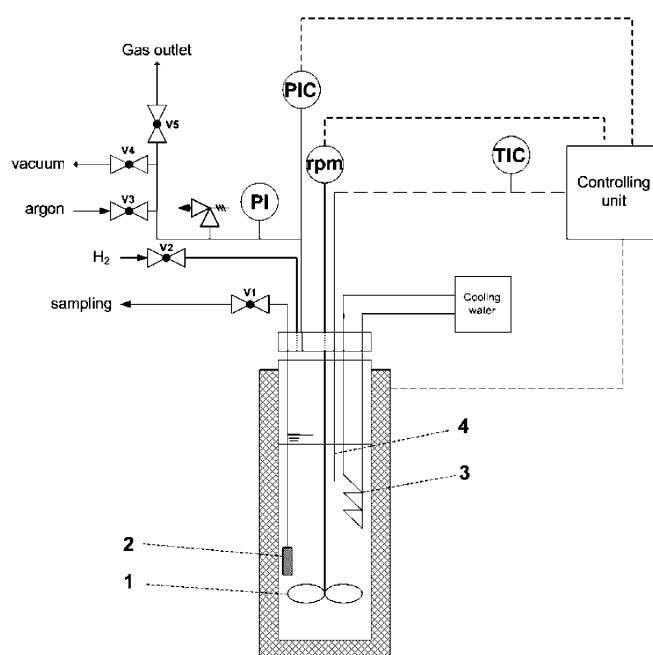 Gas outlet
PIC
V5
rpm
V4
vacuum
TIC
Controlling
unit
V3
argon
PI
V2
H₂
V1
sampling
Cooling
water
4
3
2
1